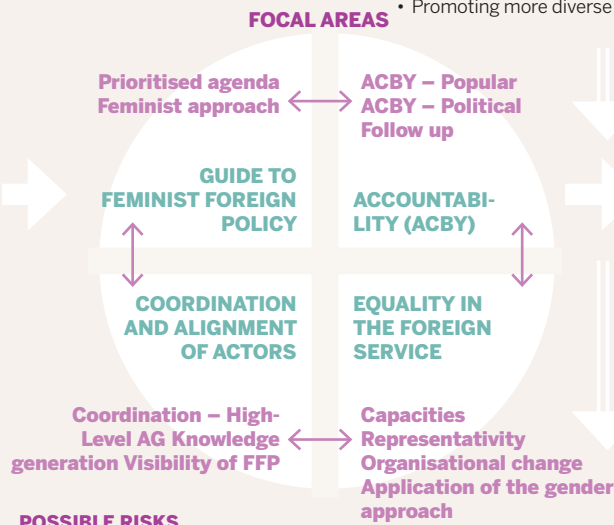 • Promoting more diverse
FOCAL AREAS
Prioritised agenda
Feminist approach
ACBY – Popular
ACBY – Political
Follow up
GUIDE TO
FEMINIST FOREIGN
POLICY
ACCOUNTABI-
LITY (ACBY)
COORDINATION
AND ALIGNMENT
OF ACTORS
EQUALITY IN
THE FOREIGN
SERVICE
Coordination – High-
Level AG Knowledge
generation Visibility of FFP
Capacities
Representativity
Organisational change
Application of the gender
approach
POSSIBLE RISKS